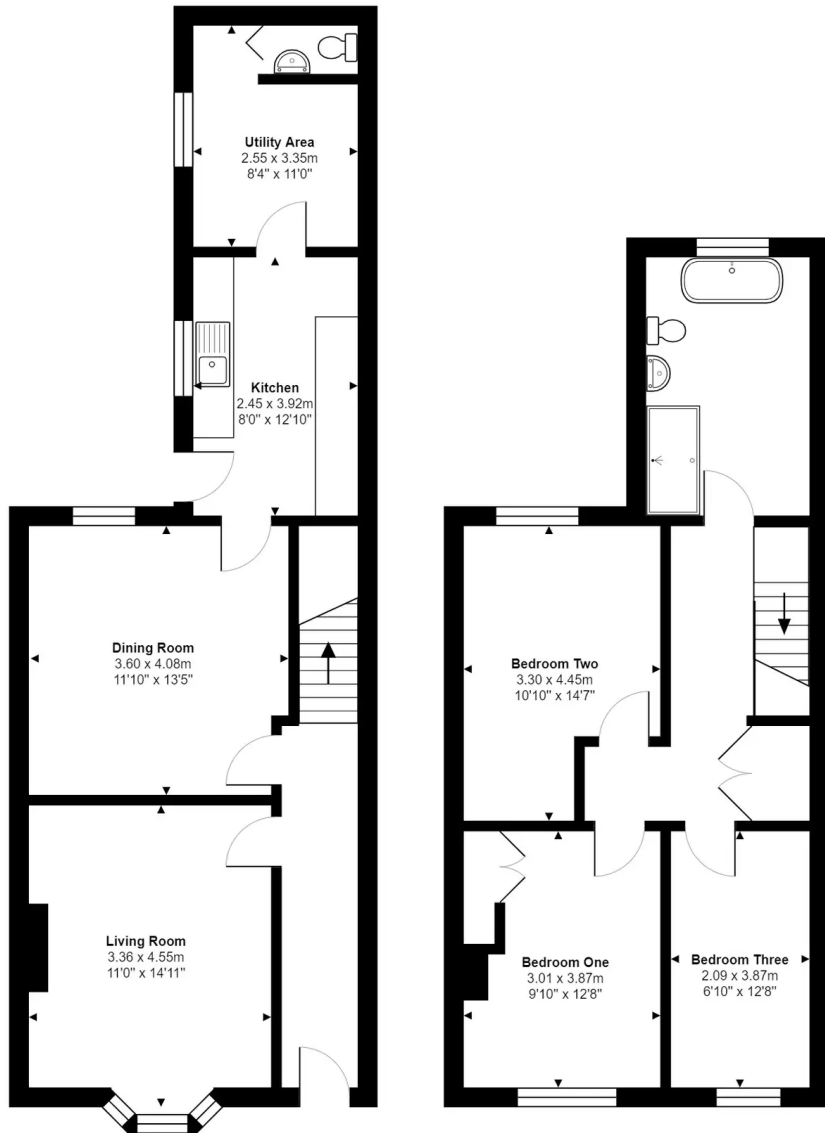 Utility Area
2.55 x 3.35m
8'4" x 11'0"
Kitchen
2.45 x 3.92m
8'0" x 12'10"
Dining Room
3.60 x 4.08m
11'10" x 13'5"
Living Room
3.36 x 4.55m
11'0" x 14'11"
Bedroom Two
3.30 x 4.45m
10'10" x 14'7"
Bedroom One
3.01 x 3.87m
9'10" x 12'8"
Bedroom Three
2.09 x 3.87m
6'10" x 12'8"